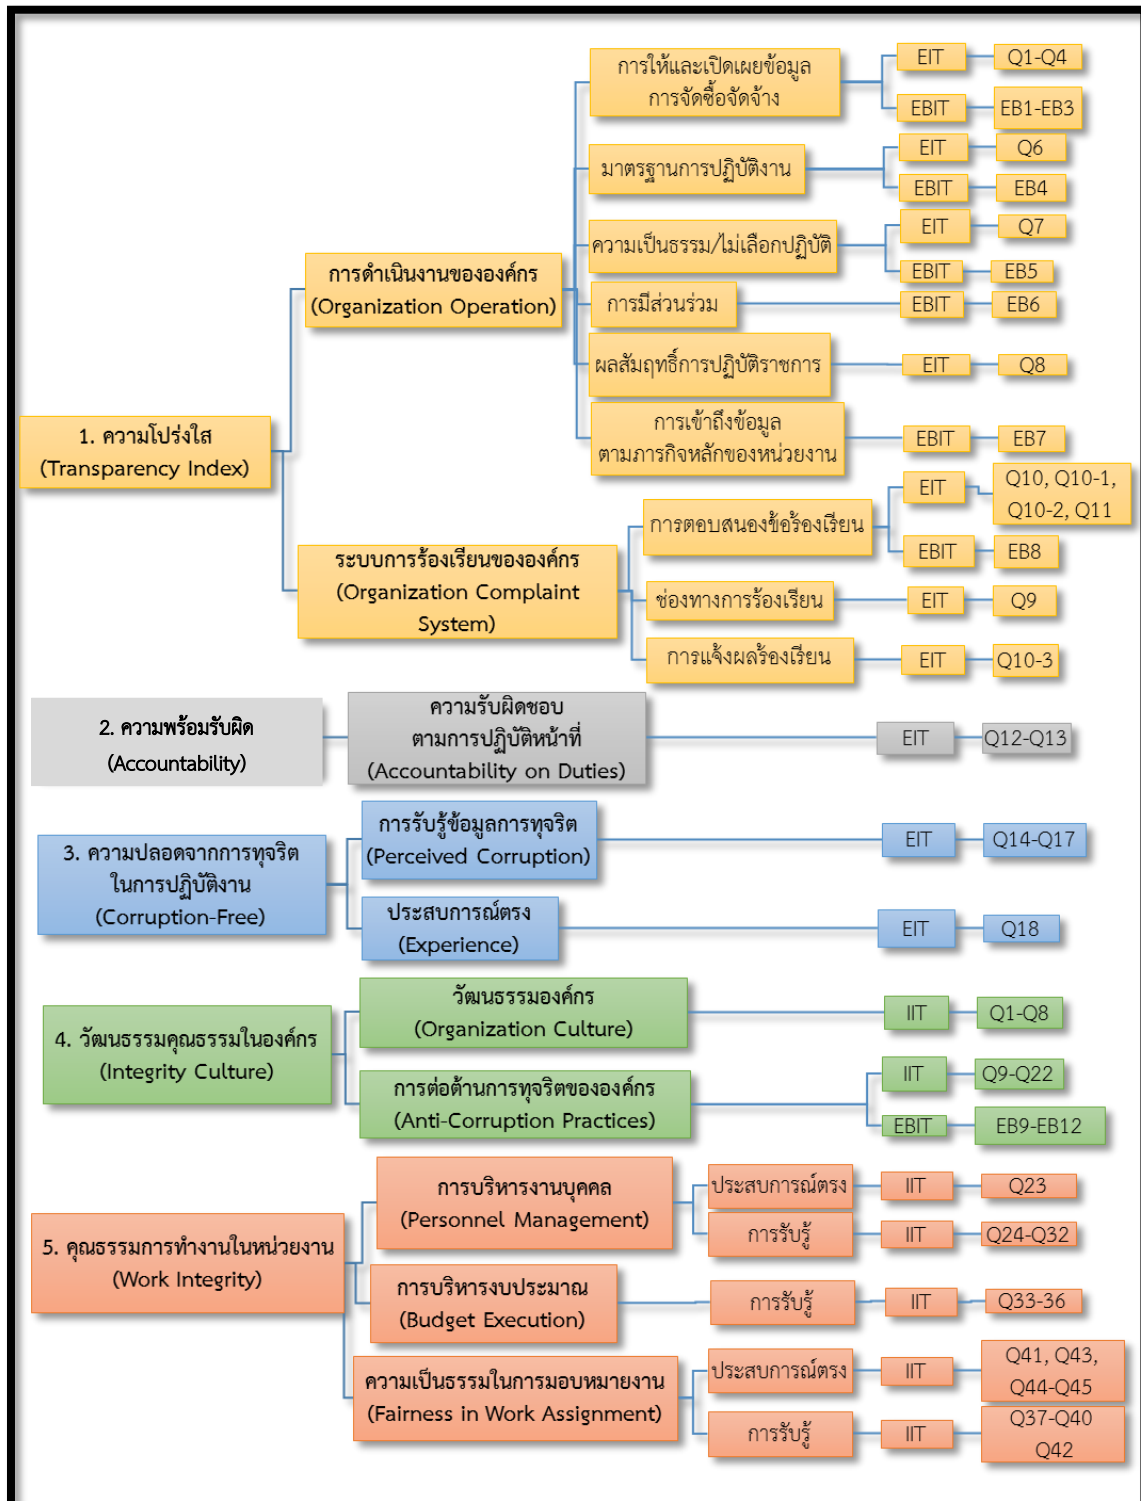 การให้และเปิดเผยข้อมูล
การจัดซื้อจัดจ้าง
EIT
Q1-Q4
EBIT
EB1-EB3
มาตรฐานการปฏิบัติงาน
EIT
Q6
EBIT
EB4
ความเป็นธรรม/ไม่เลือกปฏิบัติ
EIT
Q7
EBIT
EB5
การดำเนินงานขององค์กร
(Organization Operation)
การมีส่วนร่วม
EBIT
EB6
ผลสัมฤทธิ์การปฏิบัติราชการ
EIT
Q8
การเข้าถึงข้อมูล
ตามภารกิจหลักของหน่วยงาน
EBIT
EB7
1. ความโปร่งใส
(Transparency Index)
การตอบสนองข้อร้องเรียน
EIT
Q10, Q10-1,
Q10-2, Q11
EBIT
EB8
ระบบการร้องเรียนขององค์กร
(Organization Complaint
System)
ช่องทางการร้องเรียน
EIT
Q9
การแจ้งผลร้องเรียน
EIT
Q10-3
2. ความพร้อมรับผิด
(Accountability)
ความรับผิดชอบ
ตามการปฏิบัติหน้าที่
(Accountability on Duties)
EIT
Q12-Q13
3. ความปลอดจากการทุจริต
ในการปฏิบัติงาน
(Corruption-Free)
การรับรู้ข้อมูลการทุจริต
(Perceived Corruption)
EIT
Q14-Q17
ประสบการณ์ตรง
(Experience)
EIT
Q18
4. วัฒนธรรมคุณธรรมในองค์กร
(Integrity Culture)
วัฒนธรรมองค์กร
(Organization Culture)
IIT
Q1-Q8
การต่อต้านการทุจริตขององค์กร
(Anti-Corruption Practices)
IIT
Q9-Q22
EBIT
EB9-EB12
5. คุณธรรมการทำงานในหน่วยงาน
(Work Integrity)
การบริหารงานบุคคล
(Personnel Management)
ประสบการณ์ตรง
IIT
Q23
การรับรู้
IIT
Q24-Q32
การบริหารงบประมาณ
(Budget Execution)
การรับรู้
IIT
Q33-36
ความเป็นธรรมในการมอบหมายงาน
(Fairness in Work Assignment)
ประสบการณ์ตรง
IIT
Q41, Q43,
Q44-Q45
การรับรู้
IIT
Q37-Q40
Q42